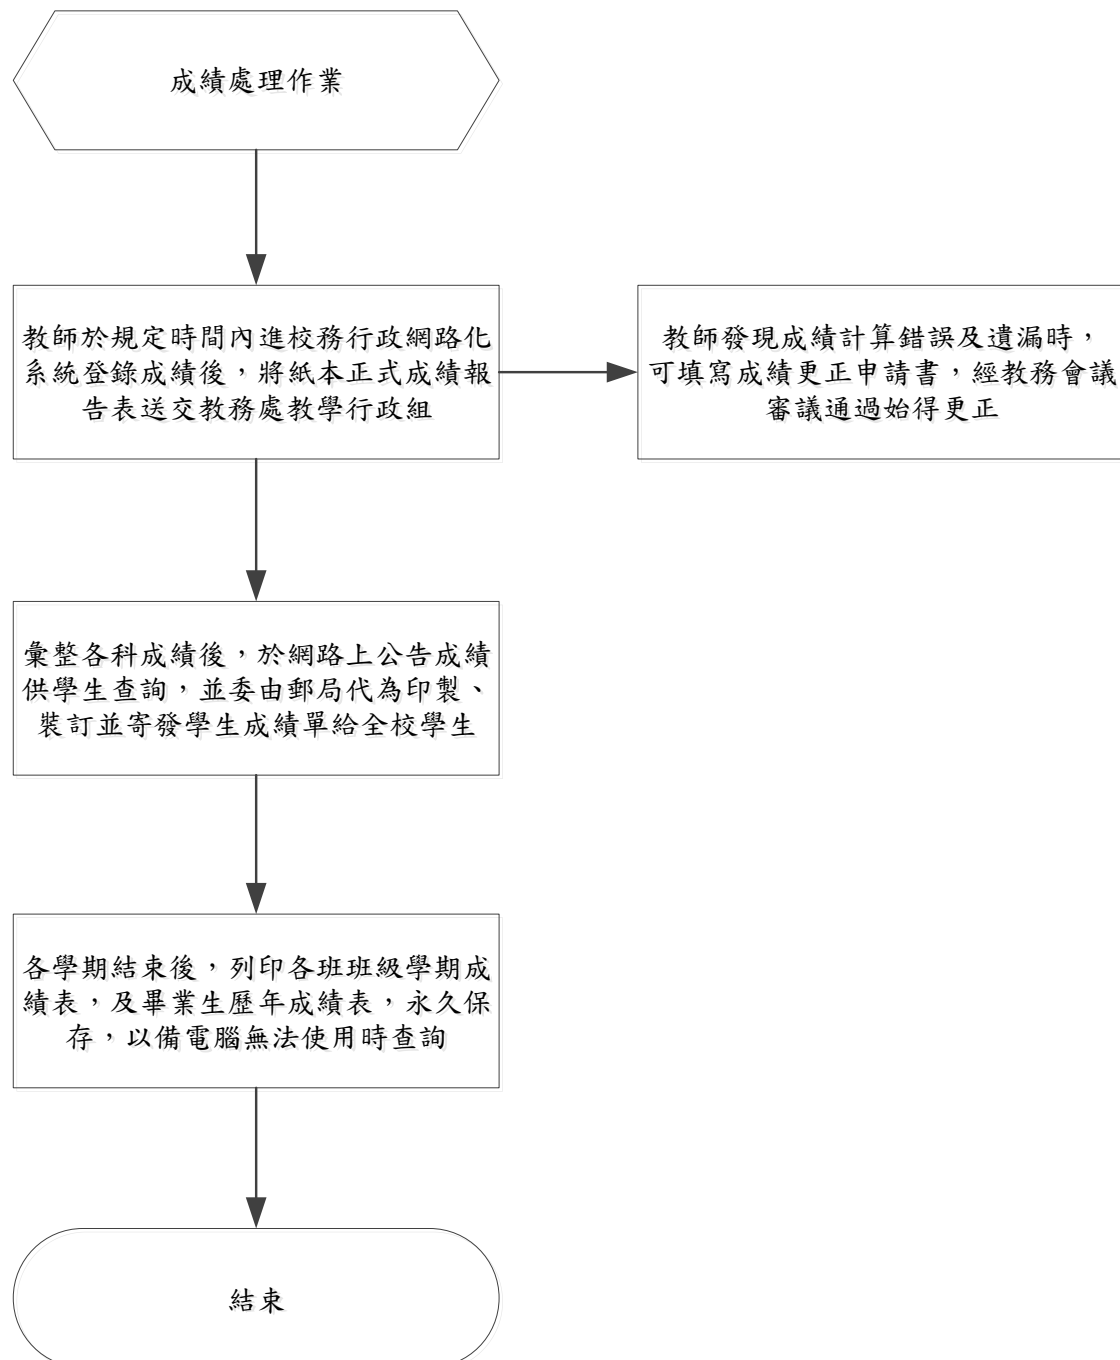 成績處理作業
教師於規定時間內進校務行政網路化
系統登錄成績後，將紙本正式成績報
告表送交教務處教學行政組
教師發現成績計算錯誤及遺漏時，
可填寫成績更正申請書，經教務會議
審議通過始得更正
彙整各科成績後，於網路上公告成績
供學生查詢，並委由郵局代為印製、
裝訂並寄發學生成績單給全校學生
各學期結束後，列印各班班級學期成
績表，及畢業生歷年成績表，永久保
存，以備電腦無法使用時查詢
結束